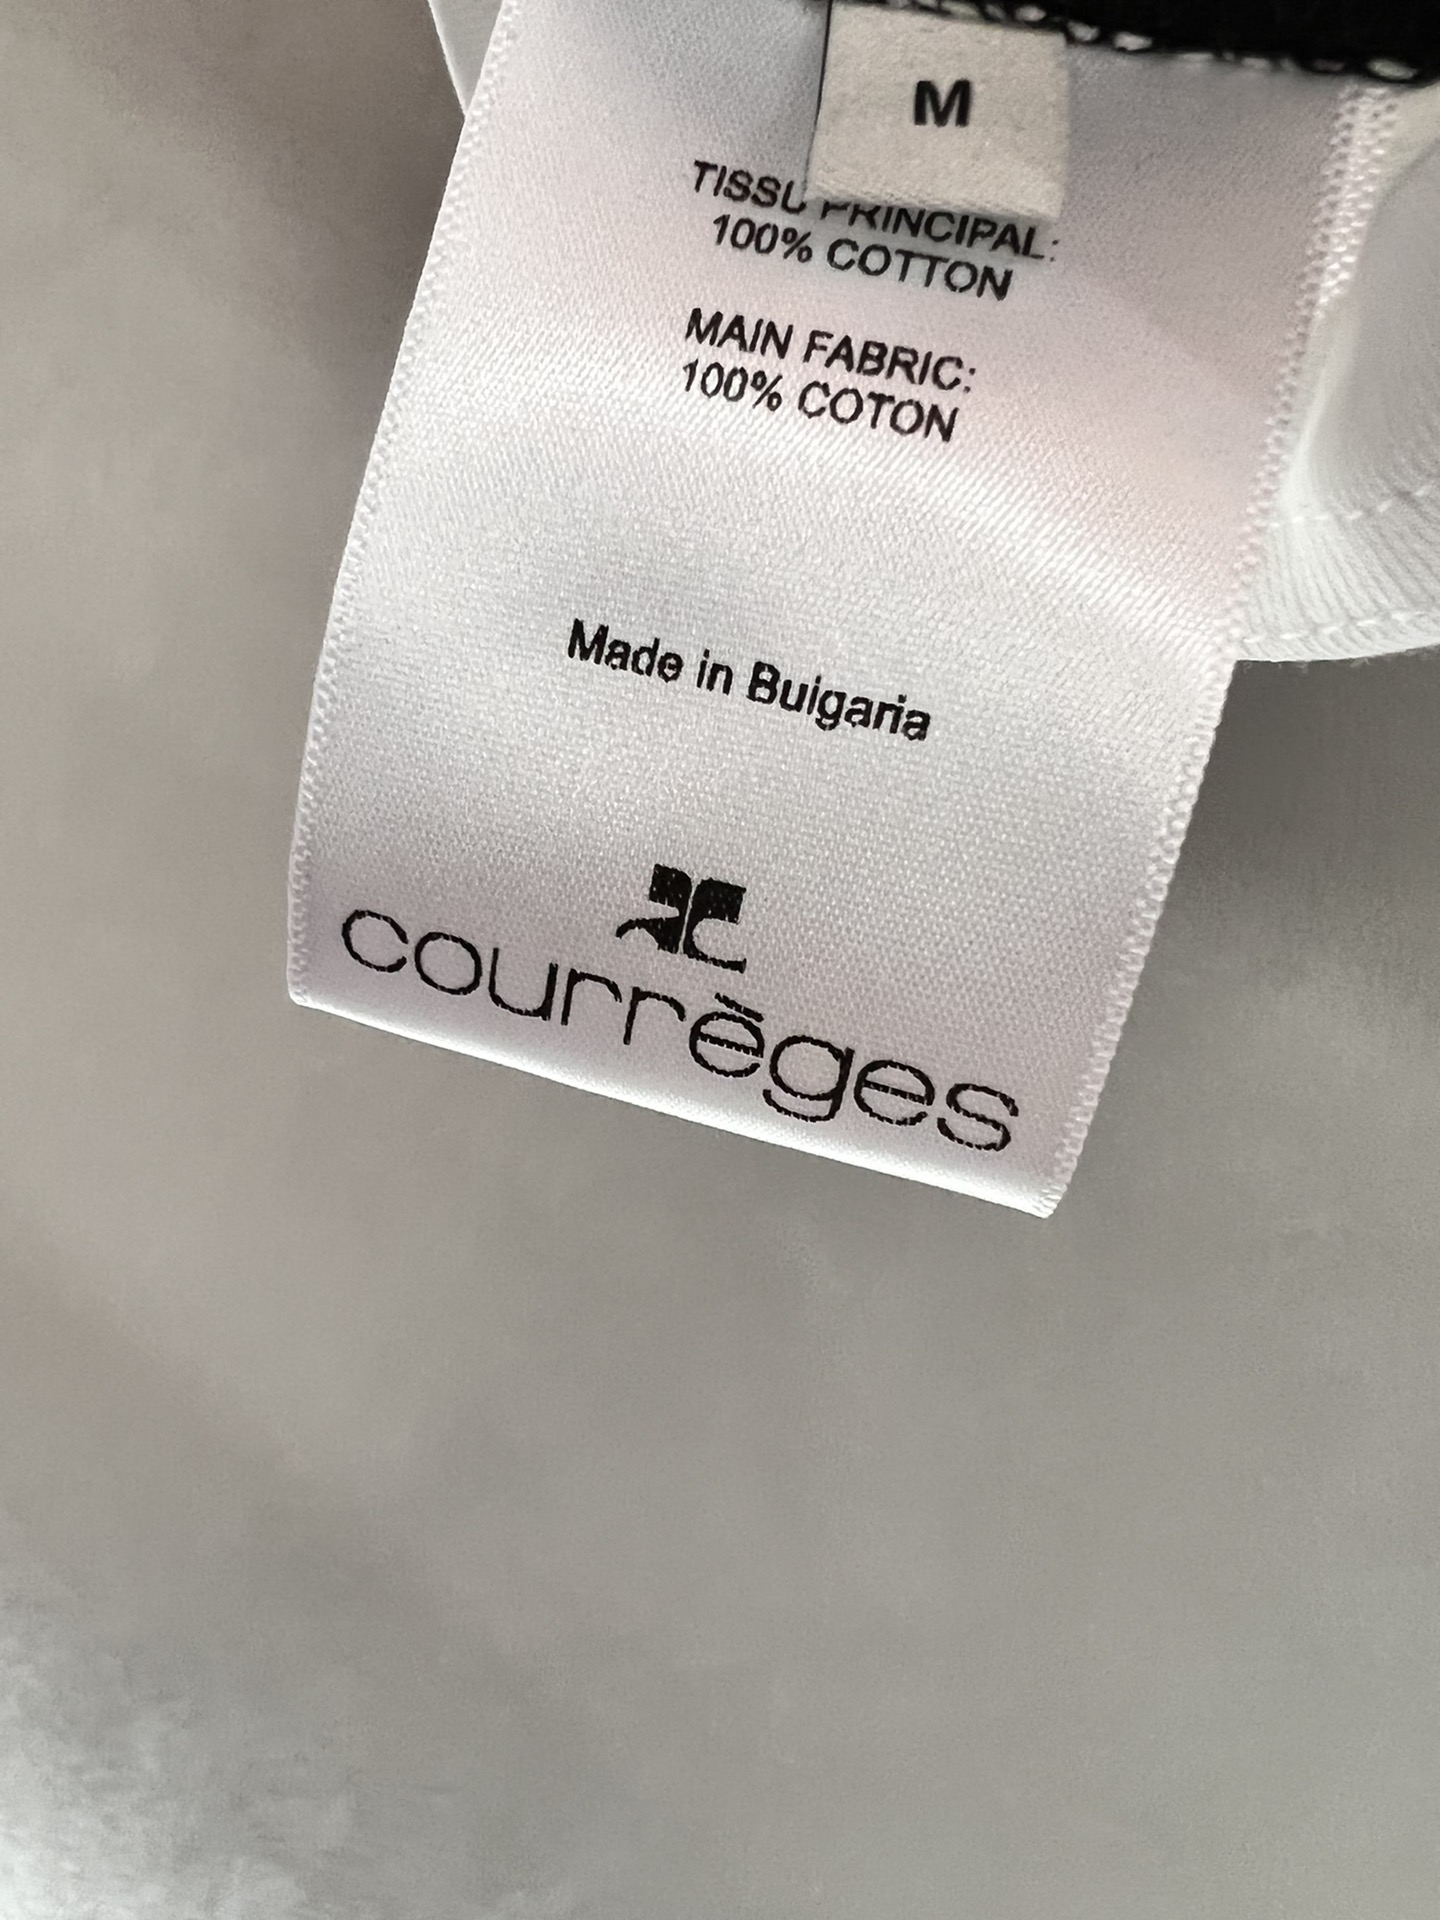 M
TISSU PRINCIPAL:
100% COTTON
MAIN FABRIC:
100% COTON
Made in Bulgaria
courrèges